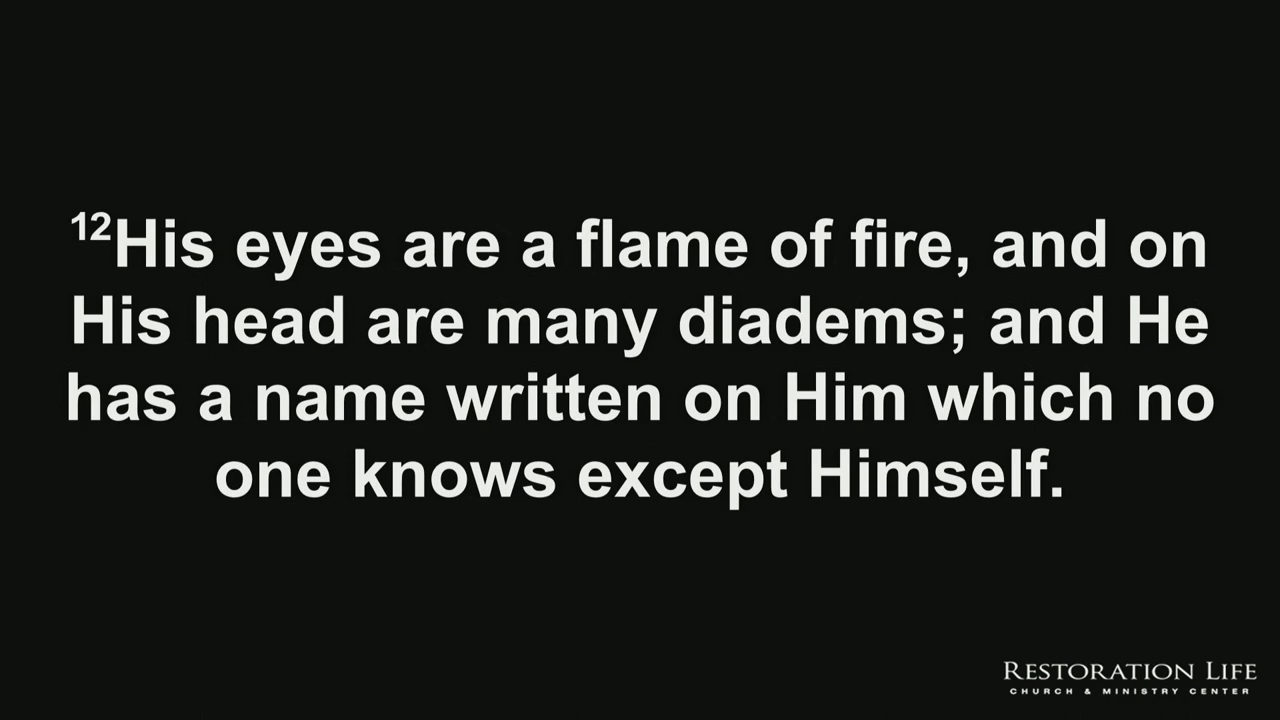 12His eyes are a flame of fire, and on
His head are many diadems; and He
has a name written on Him which no
one knows except Himself.
RESTORATION LIFE
CHURCH & MINISTRY CENTER